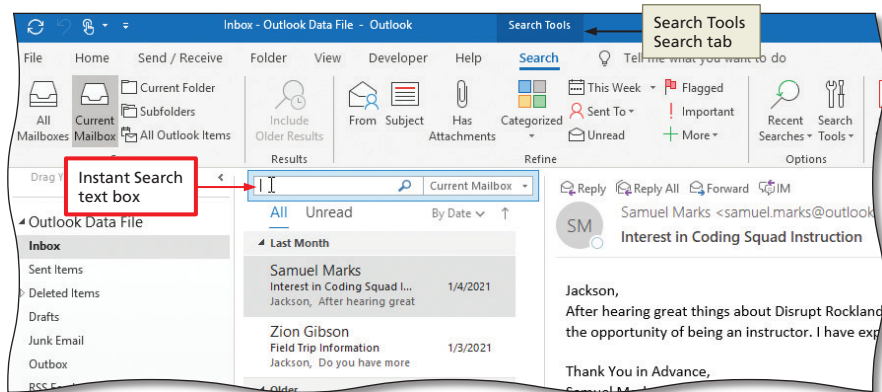 Inbox - Outlook Data File - Outlook
Search Tools
Search Tools
Search tab
File Home Send / Receive Folder View Developer Help Search Tell me what you want to do
All
Mailboxes
Current
Mailbox
Current Folder
Subfolders
All Outlook Items
Include
Older Results
Results
From
Subject
Has
Attachments
Categorized
This Week
Sent To
Unread
Flagged
Important
More
Refine
Recent
Searches
Search
Tools
Options
Drag
Instant Search
text box
Current Mailbox
All Unread By Date
Outlook Data File
Inbox
Sent Items
Deleted Items
Drafts
Junk Email
Outbox
Last Month
Samuel Marks
Interest in Coding Squad I... 1/4/2021
Jackson, After hearing great
Zion Gibson
Field Trip Information 1/3/2021
Jackson, Do you have more
Older
Reply Reply All Forward IM
SM
Samuel Marks <samuel.marks@outlook
Interest in Coding Squad Instruction
Jackson,
After hearing great things about Disrupt Rockland
the opportunity of being an instructor. I have exp
Thank You in Advance,